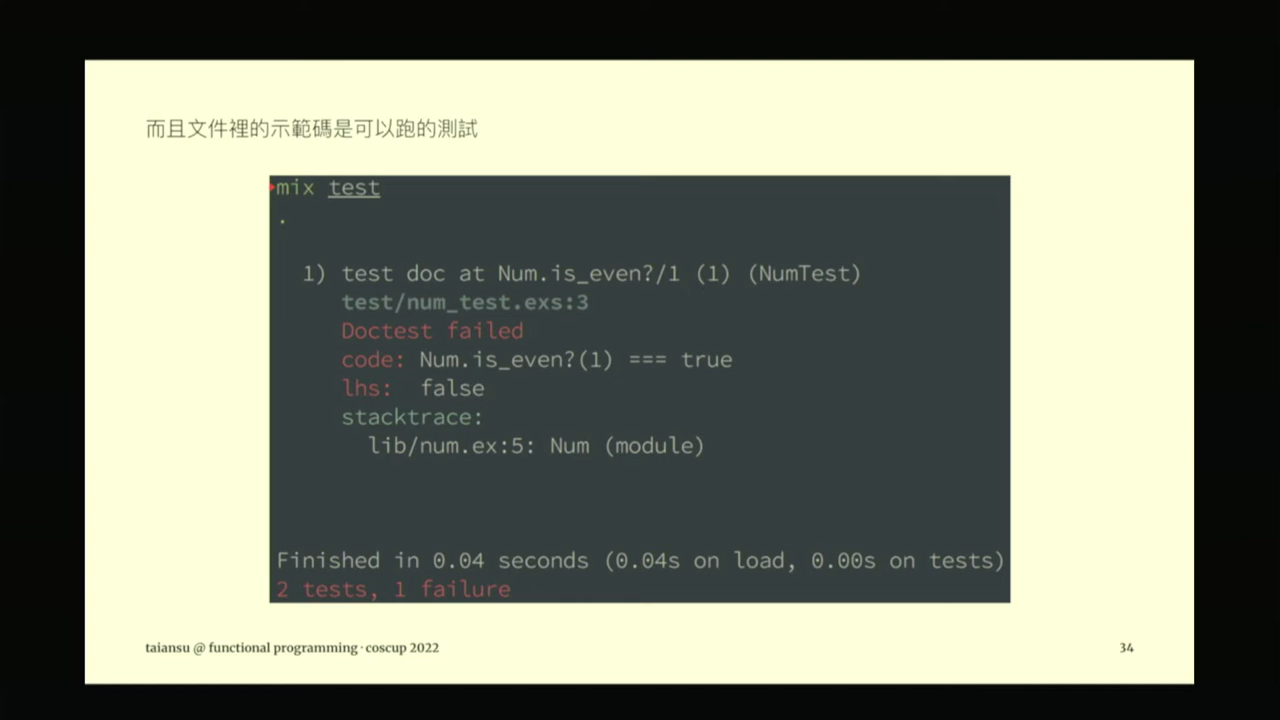 而且文件裡的示範碼是可以跑的測試
mix test
.
1) test doc at Num.is_even?/1 (1) (NumTest)
test/num_test.exs:3
Doctest failed
code: Num.is_even?(1) === true
lhs: false
stacktrace:
lib/num.ex:5: Num (module)
Finished in 0.04 seconds (0.04s on load, 0.00s on tests)
2 tests, 1 failure
taiansu @ functional programming · coscup 2022
34